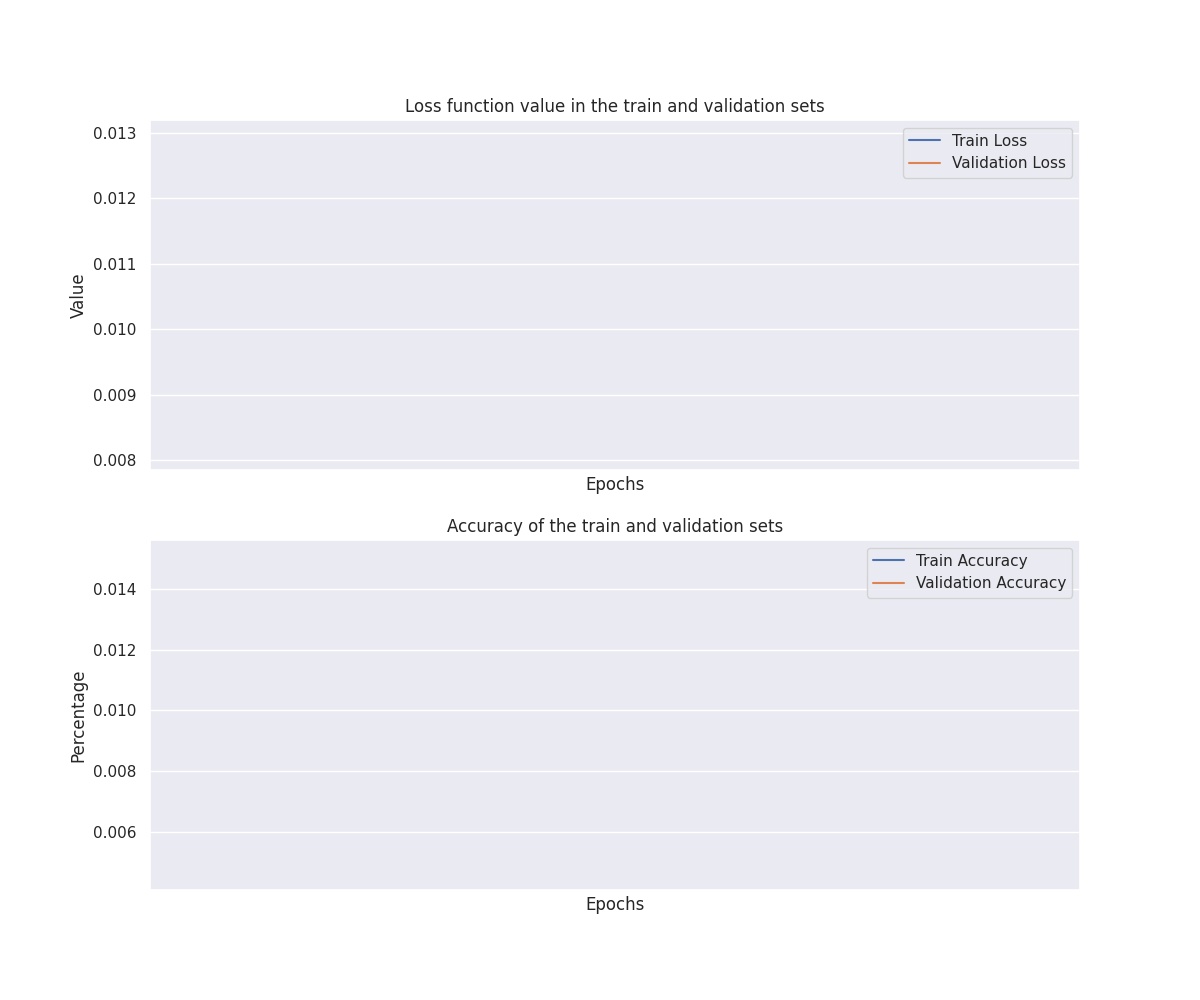 Loss function value in the train and validation sets
0.013
0.012
0.011
0.010
0.009
0.008
Value
Train Loss
Validation Loss
Epochs
Accuracy of the train and validation sets
0.014
0.012
0.010
0.008
0.006
Percentage
Train Accuracy
Validation Accuracy
Epochs